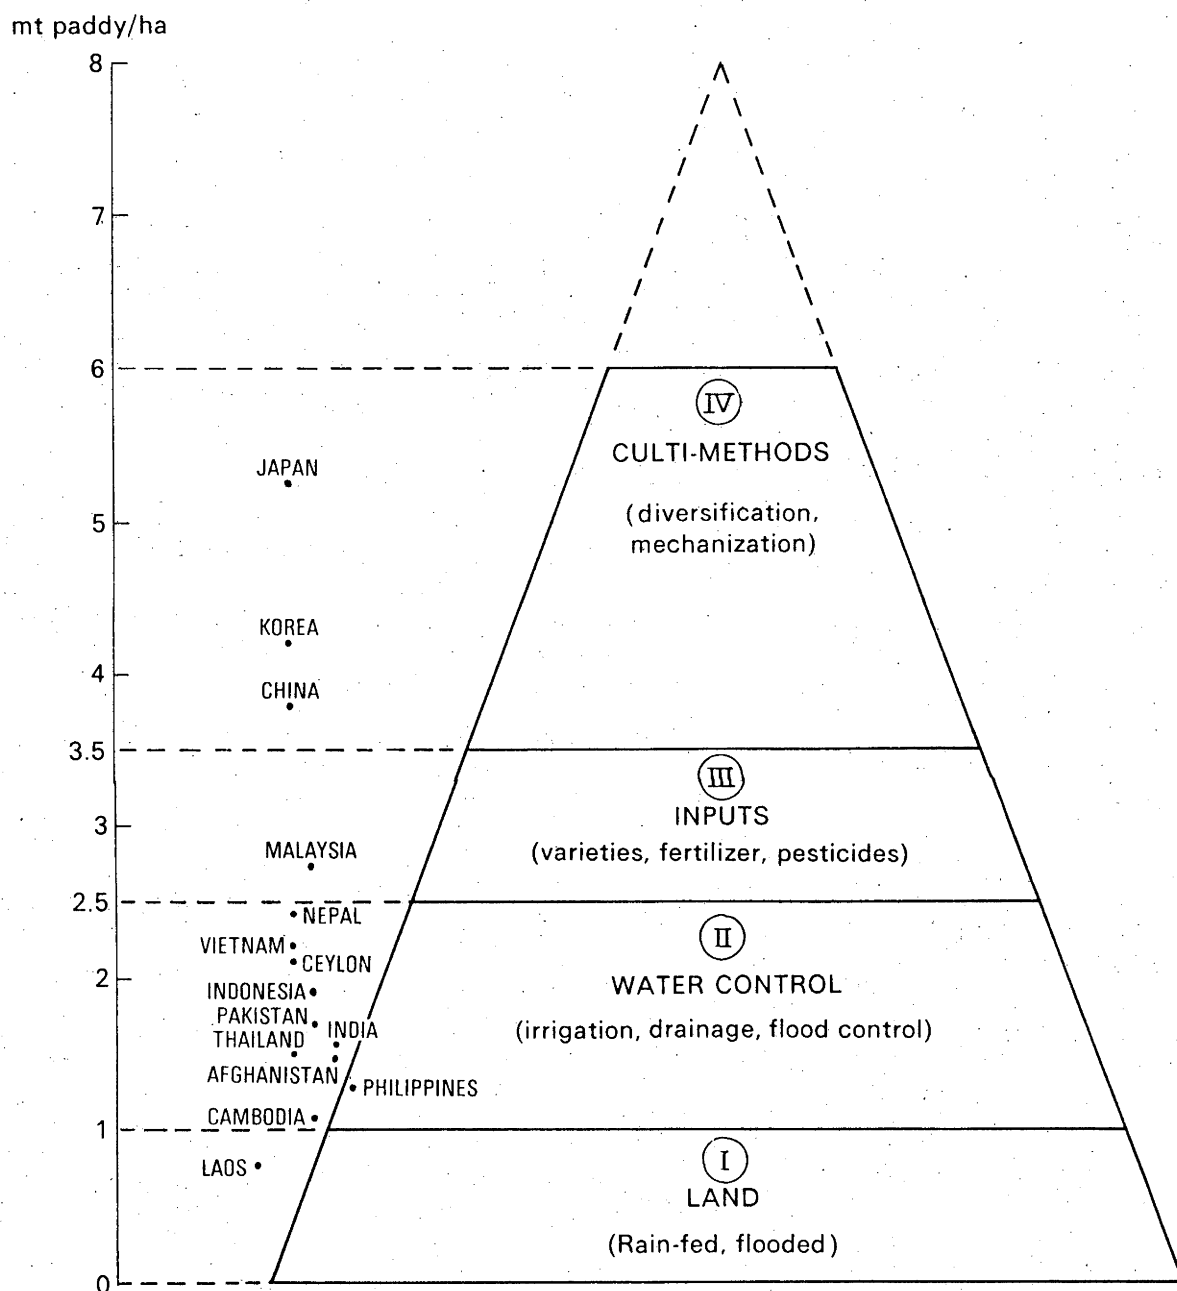 mt paddy/ha
8
7
6
IV
CULTI-METHODS
JAPAN
5
(diversification,
mechanization)
KOREA
4
CHINA
3.5
III
INPUTS
3
MALAYSIA
(varieties, fertilizer, pesticides)
2.5
NEPAL
II
VIETNAM
CEYLON
2
WATER CONTROL
INDONESIA
PAKISTAN
INDIA
(irrigation, drainage, flood control)
THAILAND
AFGHANISTAN
PHILIPPINES
CAMBODIA
1
I
LAOS
LAND
(Rain-fed, flooded)
0